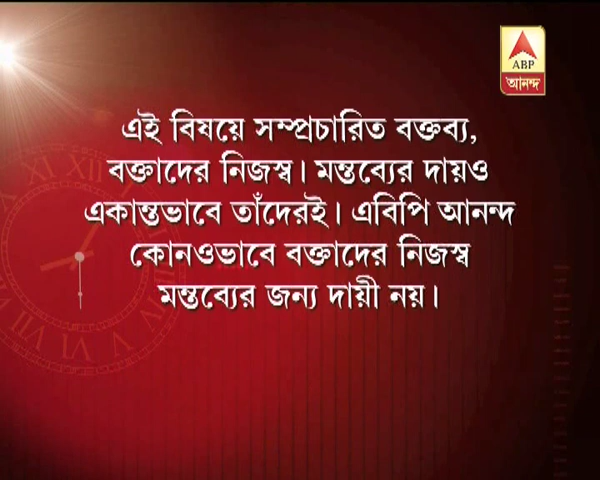 ABP
আনন্দ
এই বিষয়ে সম্প্রচারিত বক্তব্য,
বক্তাদের নিজস্ব। মন্তব্যের দায়ও
একান্তভাবে তাঁদেরই। এবিপি আনন্দ
কোনওভাবে বক্তাদের নিজস্ব
মন্তব্যের জন্য দায়ী নয়।
XII